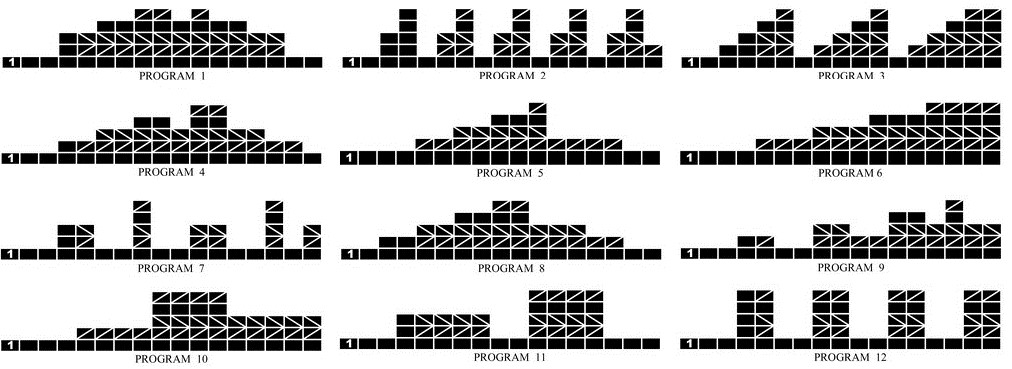 1 1 1
PROGRAM 1 PROGRAM 2 PROGRAM 3
1 1 1
PROGRAM 4 PROGRAM 5 PROGRAM 6
1 1 1
PROGRAM 7 PROGRAM 8 PROGRAM 9
1 1 1
PROGRAM 10 PROGRAM 11 PROGRAM 12